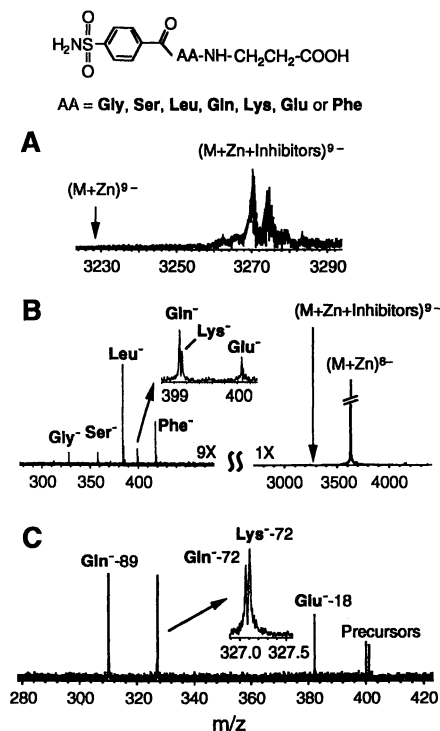 O
H₂NS
O
O
AA-NH-CH₂CH₂-COOH
AA = Gly, Ser, Leu, Gln, Lys, Glu or Phe
A
(M+Zn+Inhibitors)⁹⁻
(M+Zn)⁹⁻
3230 3250 3270 3290
B
(M+Zn+Inhibitors)⁹⁻
Gln⁻
Lys⁻
Glu⁻
(M+Zn)⁸⁻
Leu⁻
399 400
Gly⁻ Ser⁻ Phe⁻
9X 1X
300 350 400 3000 3500 4000
C
Lys⁻-72
Gln⁻-89 Gln⁻-72
Glu⁻-18
Precursors
327.0 327.5
280 300 320 340 360 380 400 420
m/z